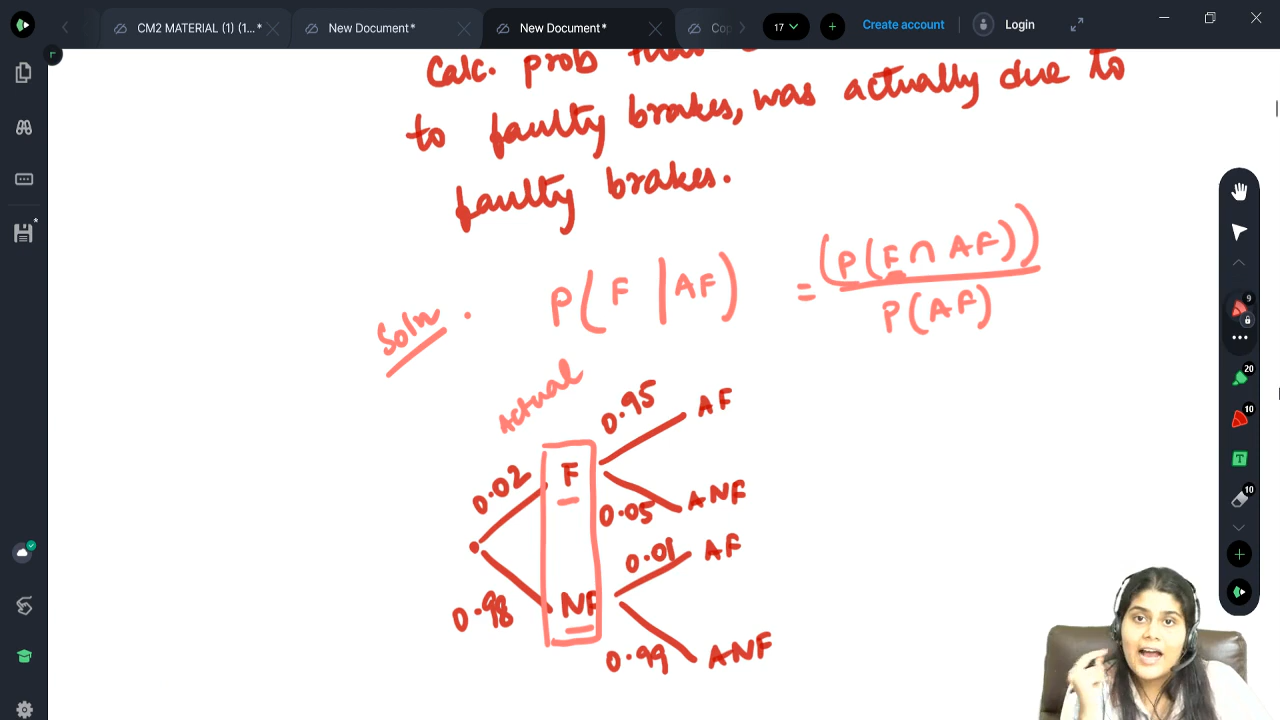 CM2 MATERIAL (1) (1...*
New Document*
New Document*
Cop
17
Create account
Login
Calc. prob that
to faulty brakes, was actually due to
faulty brakes.
Soln. P(F | AF) = (P(F ∩ AF)) / P(AF)
Actual
0.02 F 0.95 AF
0.05 ANF
0.98 NF 0.01 AF
0.99 ANF
9
20
10
T
10